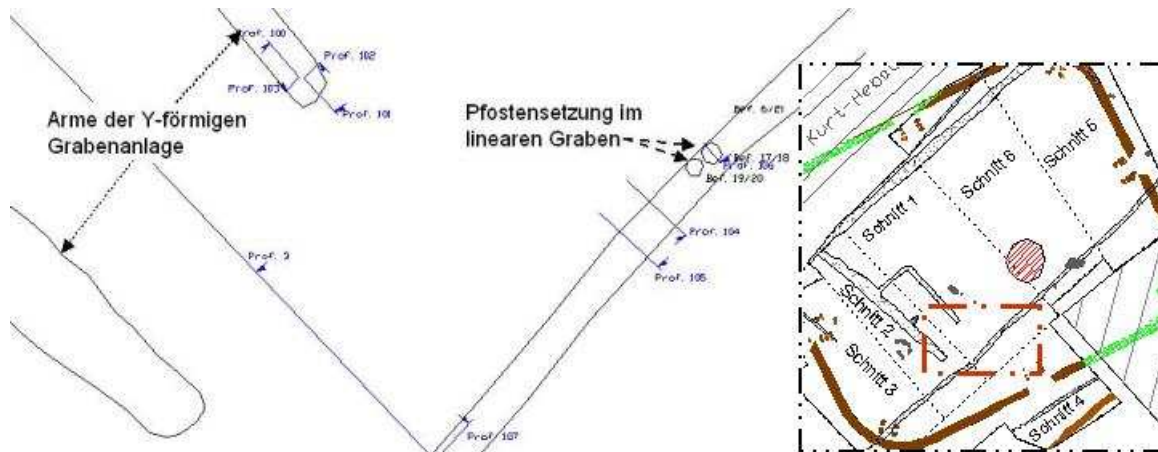 Prof. 100
Prof. 102
Prof. 103
Prof. 101
Arme der Y-förmigen
Grabenanlage
Pfostensetzung im
linearen Graben
Bef. 6/21
Bef. 17/18
Prof. 106
Bef. 19/20
Prof. 104
Prof. 105
Prof. 3
Prof. 107
Schnitt 5
Schnitt 6
Schnitt 1
Schnitt 2
Schnitt 3
Schnitt 4